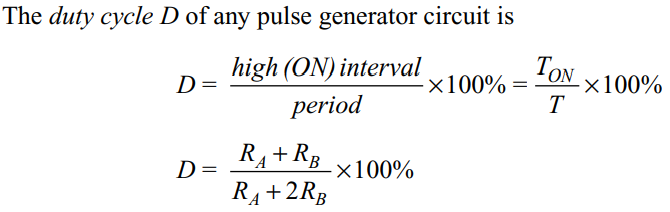 The duty cycle D of any pulse generator circuit is
D = high (ON) interval / period × 100% = T_ON / T × 100%
D = R_A + R_B / R_A + 2R_B × 100%